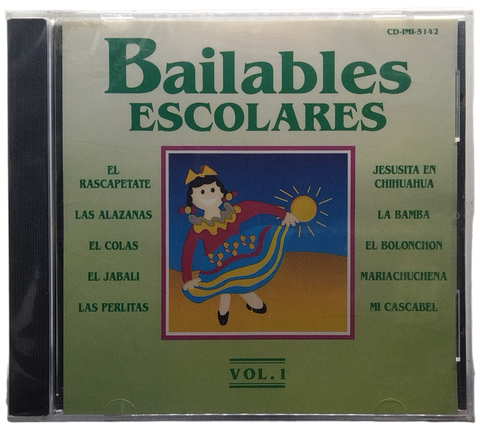 CD-IMI-5142
Bailables
ESCOLARES
EL
RASCAPETATE
LAS ALAZANAS
EL COLAS
EL JABALI
LAS PERLITAS
JESUSITA EN
CHIHUAHUA
LA BAMBA
EL BOLONCHON
MARIACHUCHENA
MI CASCABEL
VOL. 1